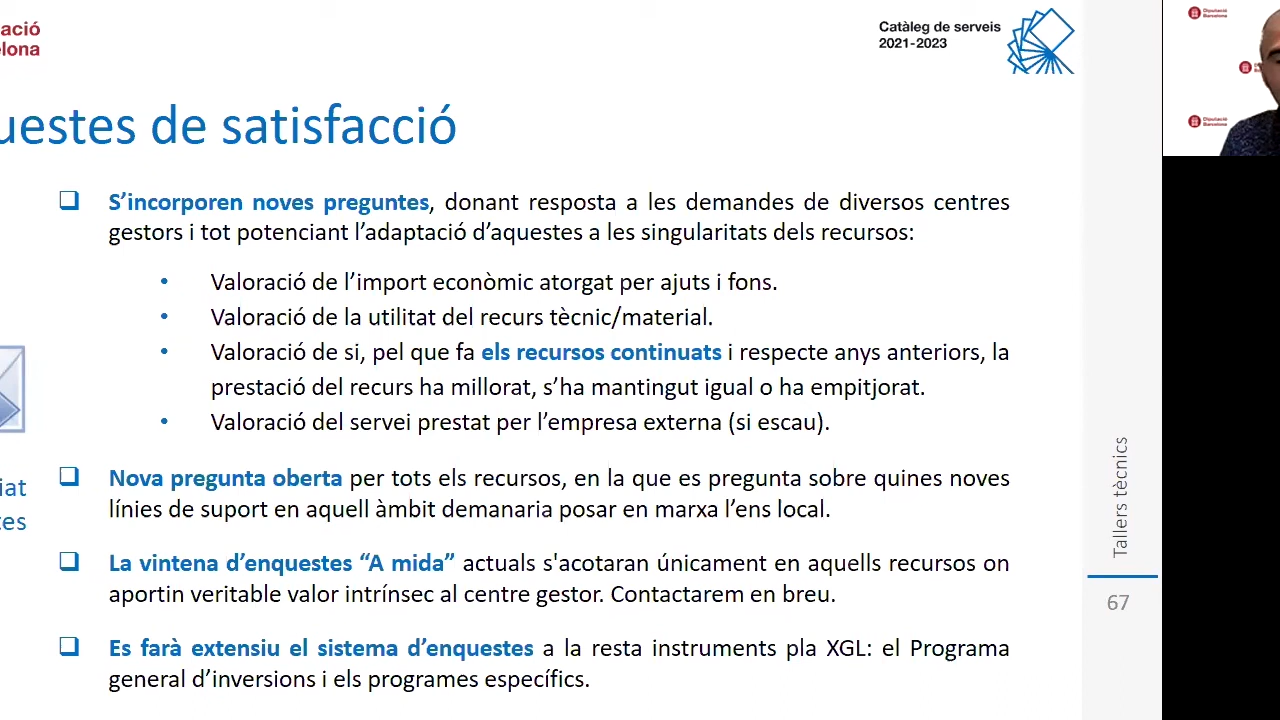 ació
elona
Catàleg de serveis
2021-2023
uestes de satisfacció
S’incorporen noves preguntes, donant resposta a les demandes de diversos centres
gestors i tot potenciant l’adaptació d’aquestes a les singularitats dels recursos:
• Valoració de l’import econòmic atorgat per ajuts i fons.
• Valoració de la utilitat del recurs tècnic/material.
• Valoració de si, pel que fa els recursos continuats i respecte anys anteriors, la
prestació del recurs ha millorat, s’ha mantingut igual o ha empitjorat.
• Valoració del servei prestat per l’empresa externa (si escau).
Nova pregunta oberta per tots els recursos, en la que es pregunta sobre quines noves
línies de suport en aquell àmbit demanaria posar en marxa l’ens local.
La vintena d’enquestes “A mida” actuals s'acotaran únicament en aquells recursos on
aportin veritable valor intrínsec al centre gestor. Contactarem en breu.
Es farà extensiu el sistema d’enquestes a la resta instruments pla XGL: el Programa
general d’inversions i els programes específics.
iat
tes
Tallers tècnics
67
Diputació
Barcelona
Diputació
Barcelona